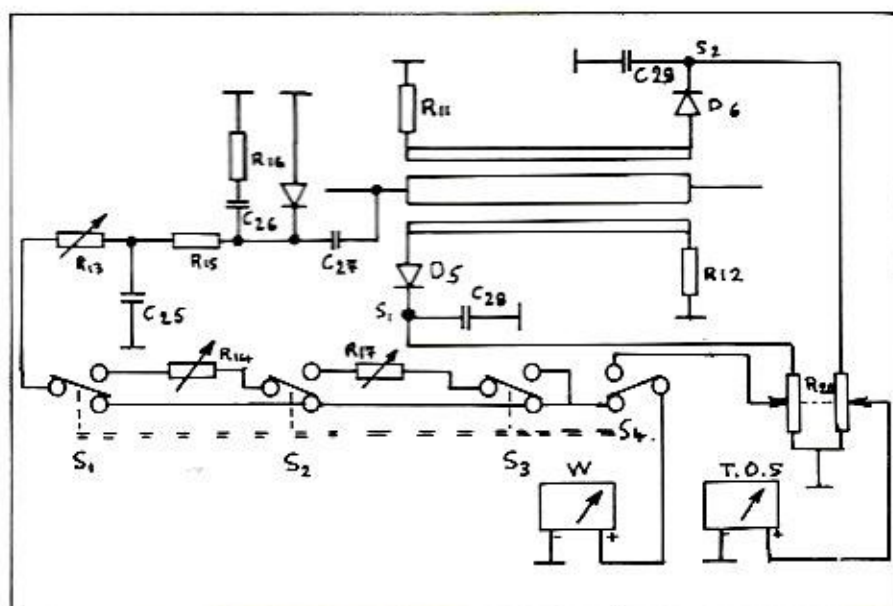 S2
C29
D6
R11
R16
C26
R13
R15
C27
D5
R12
C25
S1
C28
R14
R17
R20
S1
S2
S3
S4.
W
T.O.S
- +
- +